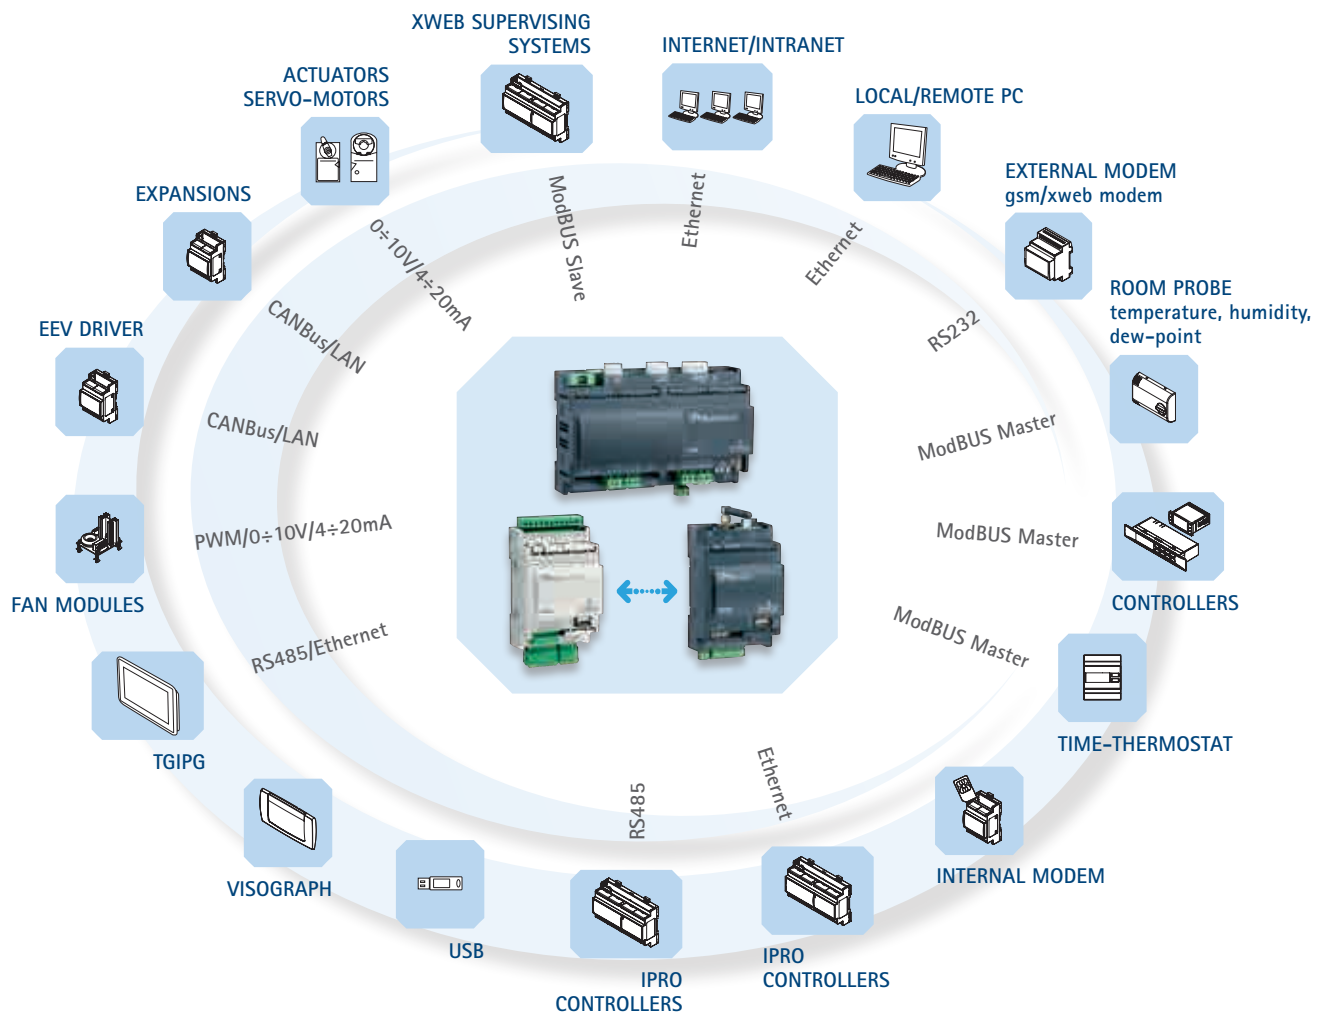 XWEB SUPERVISING
SYSTEMS
INTERNET/INTRANET
ACTUATORS
SERVO-MOTORS
LOCAL/REMOTE PC
EXTERNAL MODEM
gsm/xweb modem
EXPANSIONS
ROOM PROBE
temperature, humidity,
dew-point
EEV DRIVER
0÷10V/4÷20mA
ModBUS Slave
Ethernet
Ethernet
RS232
CANBus/LAN
CANBus/LAN
ModBUS Master
PWM/0÷10V/4÷20mA
ModBUS Master
FAN MODULES
CONTROLLERS
RS485/Ethernet
ModBUS Master
TGIPG
TIME-THERMOSTAT
RS485
Ethernet
VISOGRAPH
INTERNAL MODEM
USB
IPRO
CONTROLLERS
IPRO
CONTROLLERS